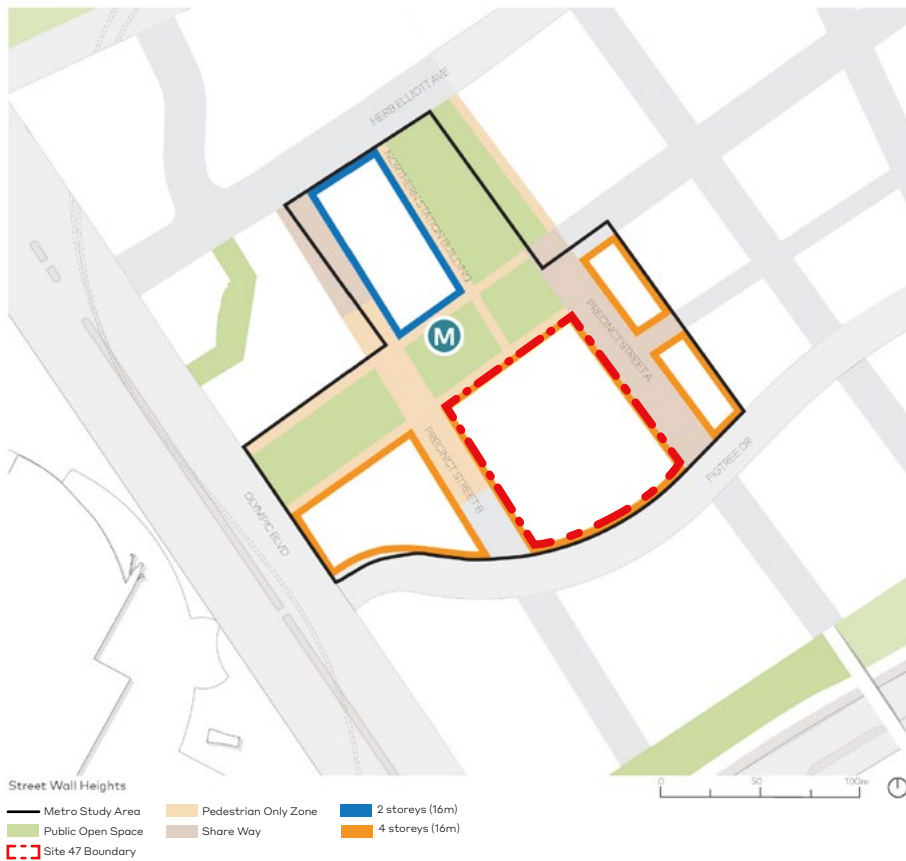 HERB ELLIOTT AVE
NORTHERN STATION BUILDING
M
PRECINCT STREET A
PRECINCT STREET B
FIGTREE DR
OLYMPIC BLVD
Street Wall Heights
0 50 100m
Metro Study Area
Pedestrian Only Zone
2 storeys (16m)
Public Open Space
Share Way
4 storeys (16m)
Site 47 Boundary